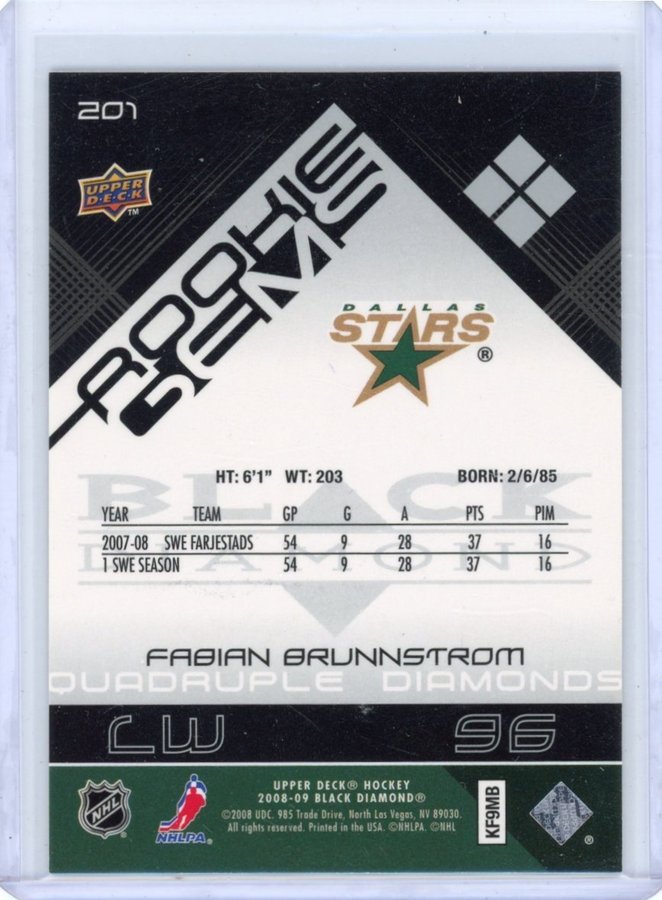 201
UPPER
D·E·C·K
TM
ROOKIE
GEMS
DALLAS
STARS
®
HT: 6'1" WT: 203 BORN: 2/6/85
BLACK
DIAMOND
YEAR TEAM GP G A PTS PIM
2007-08 SWE FARJESTADS 54 9 28 37 16
1 SWE SEASON 54 9 28 37 16
FABIAN BRUNNSTROM
QUADRUPLE DIAMONDS
LW 96
NHL
NHLPA.
UPPER DECK® HOCKEY
2008-09 BLACK DIAMOND®
©2008 UDC. 985 Trade Drive, North Las Vegas, NV 89030.
All rights reserved. Printed in the USA. ©NHLPA. ©NHL
KF9MB
®